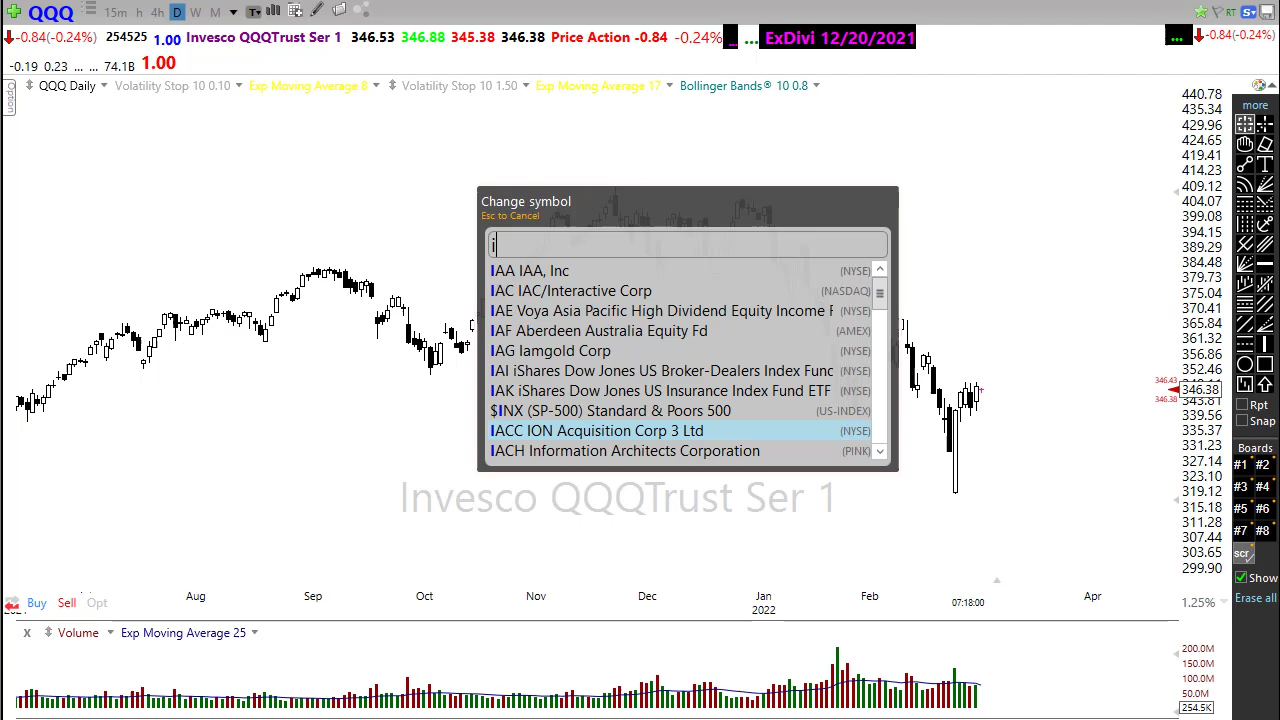 QQQ 15m h D W M T RT S
-0.84(-0.24%) 254525 1.00 Invesco QQQTrust Ser 1 346.53 346.88 345.38 346.38 Price Action -0.84 -0.24% ... ... ExDivi 12/20/2021 ... -0.84(-0.24%)
-0.19 0.23 ... ... 74.1B 1.00
Option
QQQ Daily Volatility Stop 10 0.10 Exp Moving Average 8 Volatility Stop 10 1.50 Exp Moving Average 17 Bollinger Bands® 10 0.8
more
440.78
435.34
429.96
424.65
419.41
414.23
409.12
404.07
399.08
394.15
389.29
384.48
379.73
375.04
370.41
365.84
361.32
356.86
352.46
346.43
346.38
346.38
343.81
339.56
335.37
331.23
327.14
323.10
319.12
315.18
311.28
307.44
303.65
299.90
Change symbol
Esc to Cancel
i
IAA IAA, Inc (NYSE)
IAC IAC/Interactive Corp (NASDAQ)
IAE Voya Asia Pacific High Dividend Equity Income F (NYSE)
IAF Aberdeen Australia Equity Fd (AMEX)
IAG Iamgold Corp (NYSE)
IAI iShares Dow Jones US Broker-Dealers Index Fund (NYSE)
IAK iShares Dow Jones US Insurance Index Fund ETF (NYSE)
$INX (SP-500) Standard & Poors 500 (US-INDEX)
IACC ION Acquisition Corp 3 Ltd (NYSE)
IACH Information Architects Corporation (PINK)
Invesco QQQTrust Ser 1
Rpt
Snap
Boards
#1 #2
#3 #4
#5 #6
#7 #8
scr
Show
Erase all
Aug Sep Oct Nov Dec Jan Feb Apr
2022 07:18:00
Buy Sell Opt
1.25%
X Volume Exp Moving Average 25
200.0M
150.0M
100.0M
50.0M
254.5K